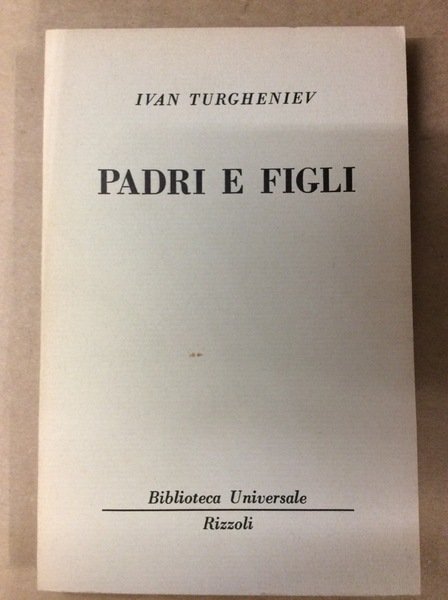 IVAN TURGHENIEV
PADRI E FIGLI
Biblioteca Universale
Rizzoli